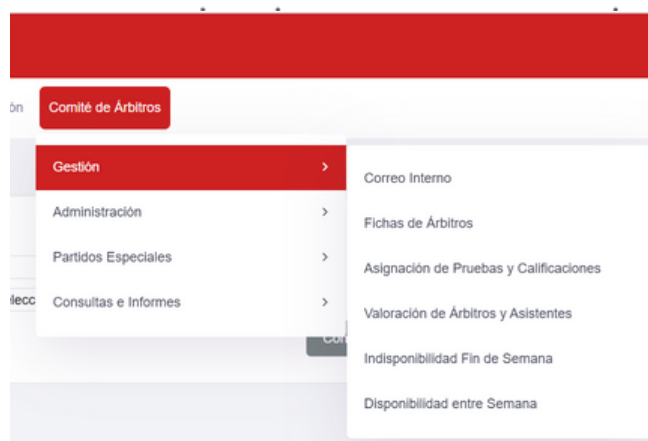 Comité de Árbitros
Gestión
Administración
Partidos Especiales
Consultas e Informes
Correo Interno
Fichas de Árbitros
Asignación de Pruebas y Calificaciones
Valoración de Árbitros y Asistentes
Indisponibilidad Fin de Semana
Disponibilidad entre Semana